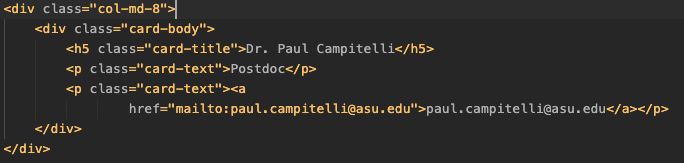 <div class="col-md-8">
<div class="card-body">
<h5 class="card-title">Dr. Paul Campitelli</h5>
<p class="card-text">Postdoc</p>
<p class="card-text"><a
href="mailto:paul.campitelli@asu.edu">paul.campitelli@asu.edu</a></p>
</div>
</div>